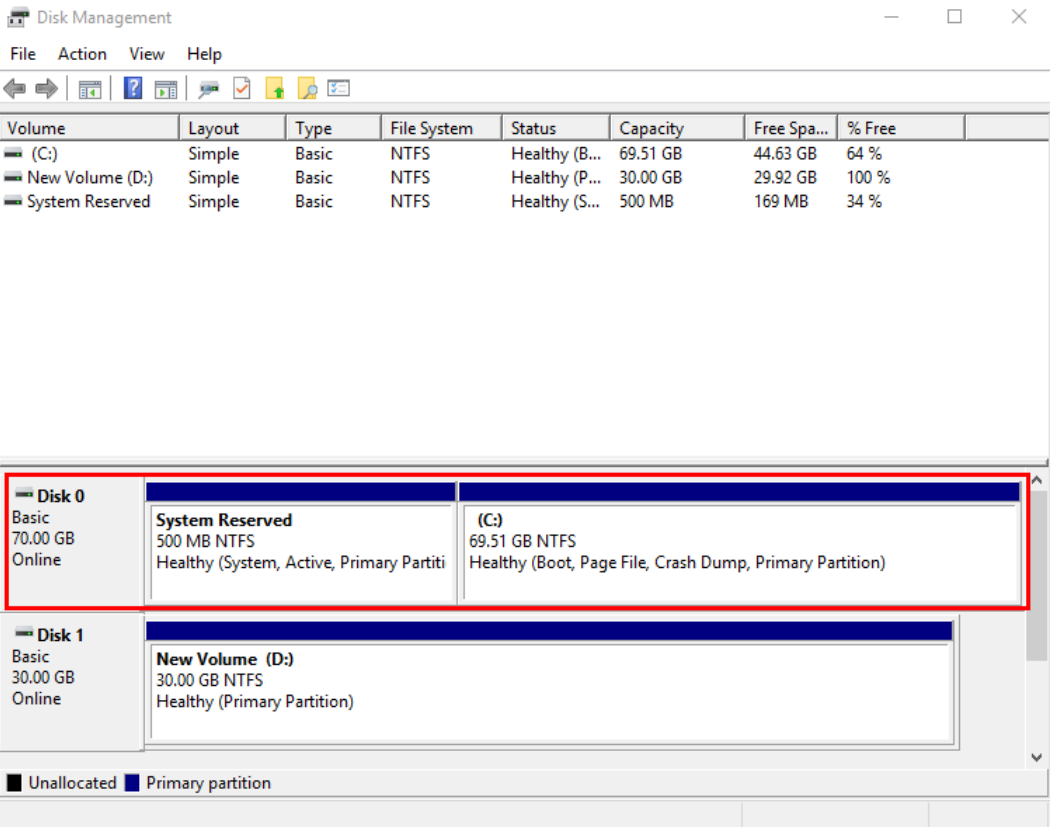 Disk Management
File Action View Help
Volume Layout Type File System Status Capacity Free Spa... % Free
(C:) Simple Basic NTFS Healthy (B... 69.51 GB 44.63 GB 64 %
New Volume (D:) Simple Basic NTFS Healthy (P... 30.00 GB 29.92 GB 100 %
System Reserved Simple Basic NTFS Healthy (S... 500 MB 169 MB 34 %
Disk 0
Basic
70.00 GB
Online
System Reserved
500 MB NTFS
Healthy (System, Active, Primary Partiti
(C:)
69.51 GB NTFS
Healthy (Boot, Page File, Crash Dump, Primary Partition)
Disk 1
Basic
30.00 GB
Online
New Volume (D:)
30.00 GB NTFS
Healthy (Primary Partition)
Unallocated Primary partition